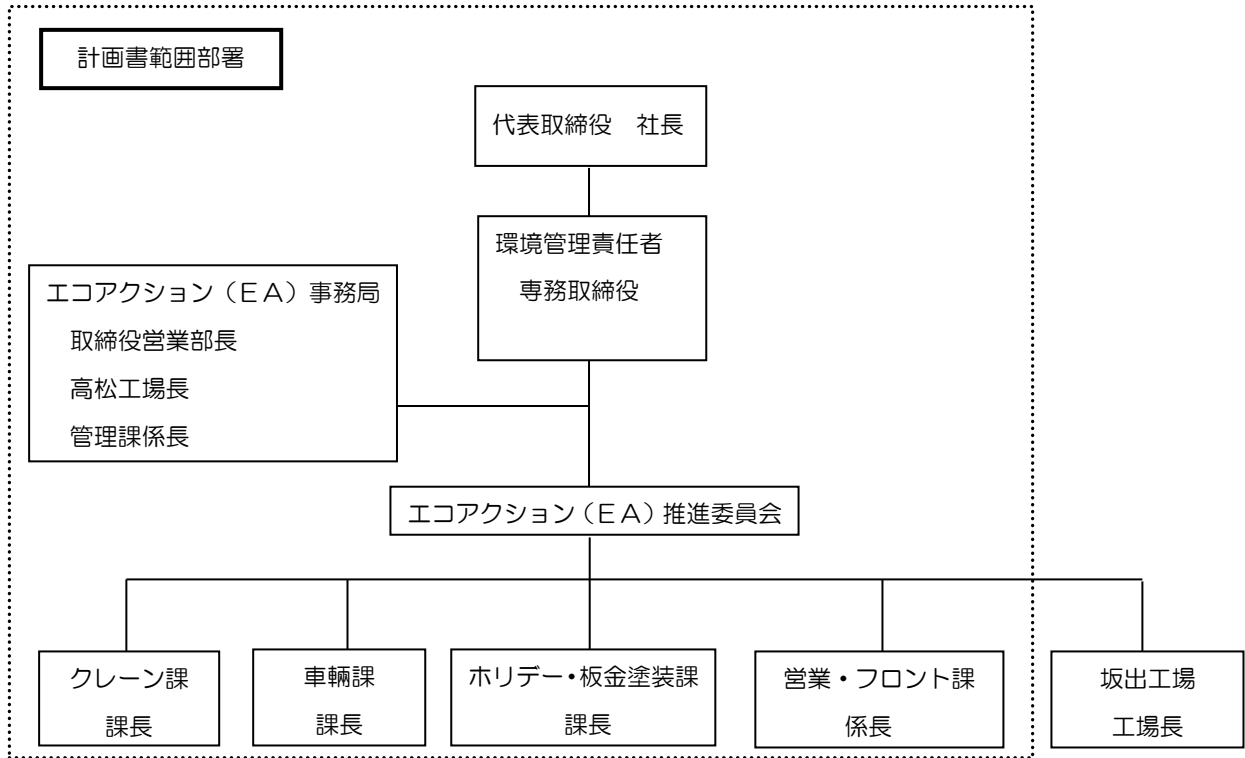 計画書範囲部署
代表取締役　社長
環境管理責任者
専務取締役
エコアクション（ＥＡ）事務局
取締役営業部長
高松工場長
管理課係長
エコアクション（ＥＡ）推進委員会
クレーン課
課長
車輌課
課長
ホリデー・板金塗装課
課長
営業・フロント課
係長
坂出工場
工場長